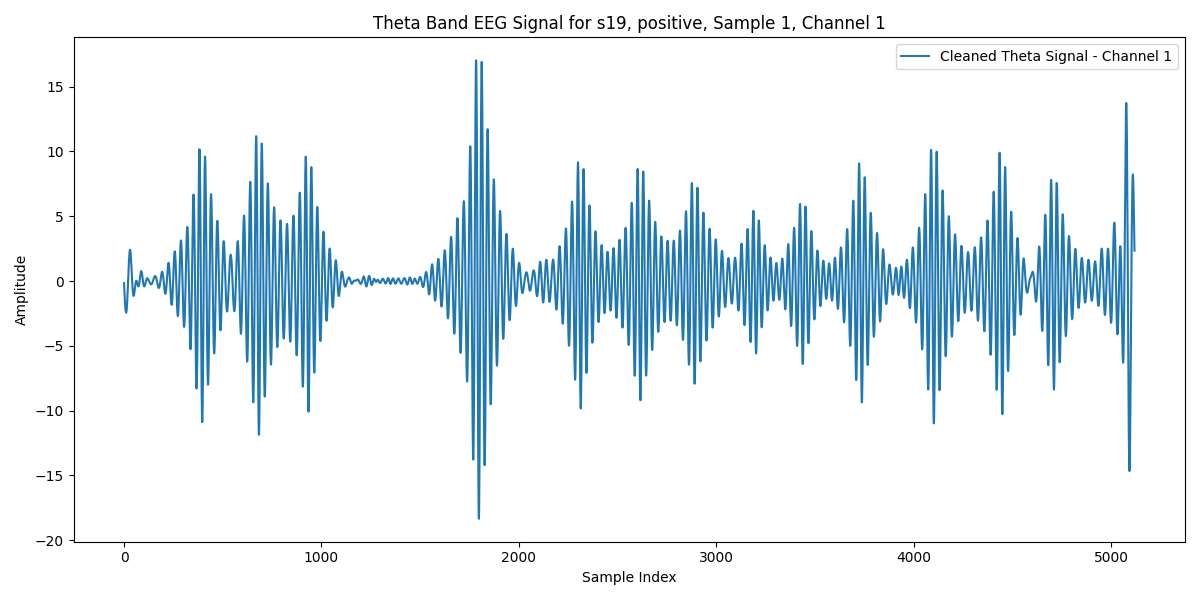 Theta Band EEG Signal for s19, positive, Sample 1, Channel 1
Cleaned Theta Signal - Channel 1
15
10
5
0
−5
−10
−15
−20
Amplitude
0 1000 2000 3000 4000 5000
Sample Index